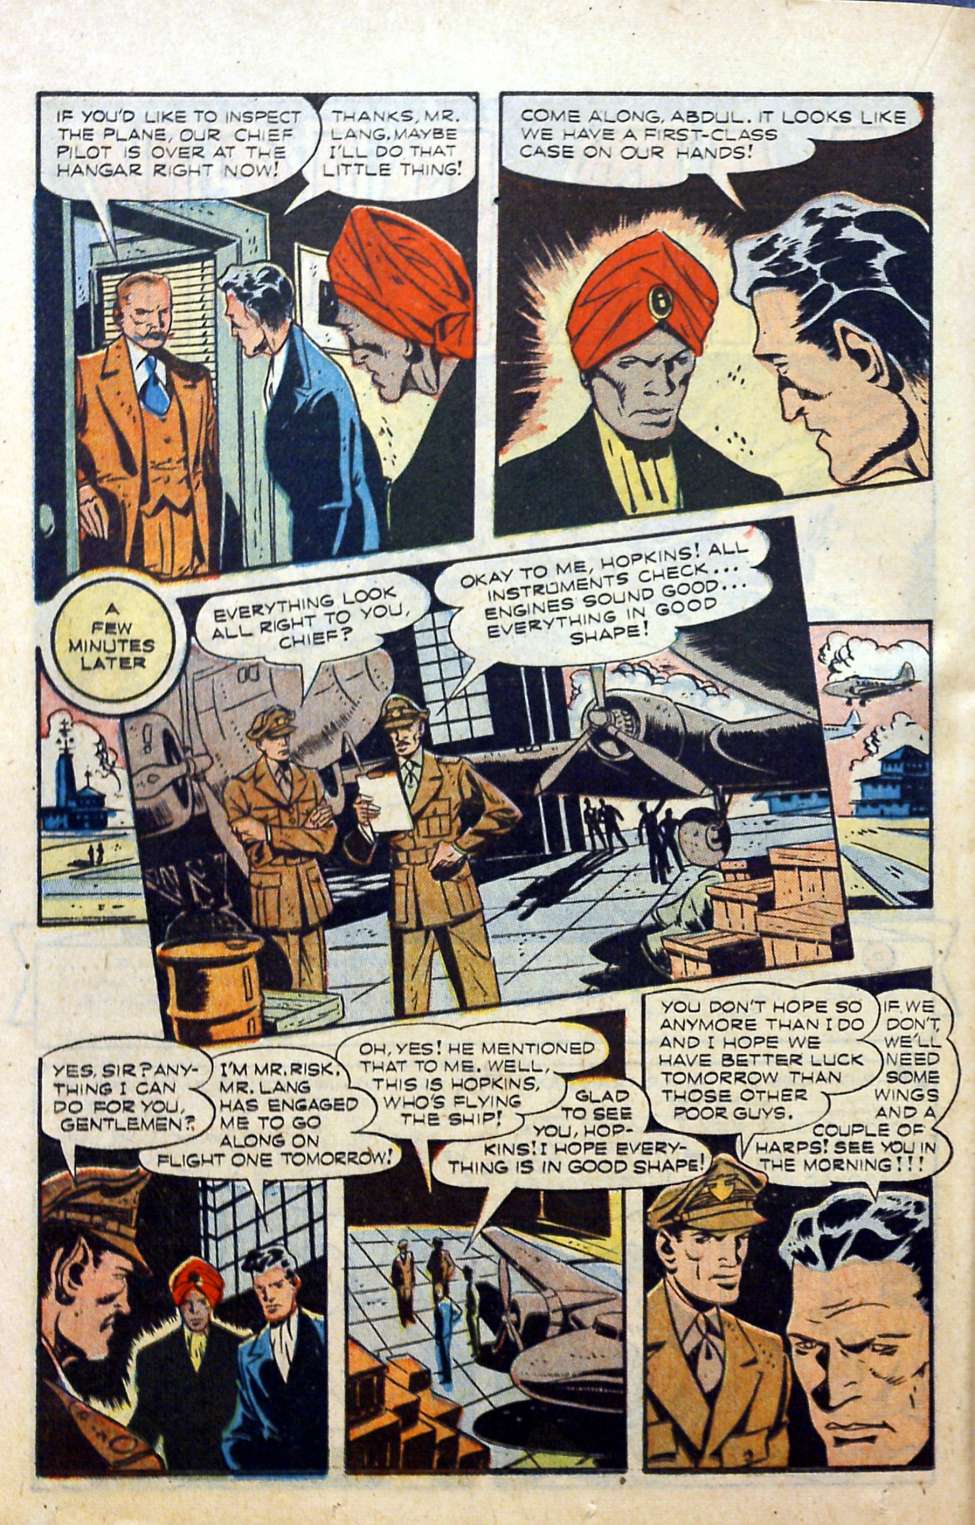 IF YOU'D LIKE TO INSPECT
THE PLANE, OUR CHIEF
PILOT IS OVER AT THE
HANGAR RIGHT NOW!
THANKS, MR.
LANG. MAYBE
I'LL DO THAT
LITTLE THING!
COME ALONG, ABDUL. IT LOOKS LIKE
WE HAVE A FIRST-CLASS
CASE ON OUR HANDS!
A
FEW
MINUTES
LATER
EVERYTHING LOOK
ALL RIGHT TO YOU,
CHIEF?
OKAY TO ME, HOPKINS! ALL
INSTRUMENTS CHECK...
ENGINES SOUND GOOD...
EVERYTHING IN GOOD
SHAPE!
YES, SIR? ANY-
THING I CAN
DO FOR YOU,
GENTLEMEN?
I'M MR. RISK.
MR. LANG
HAS ENGAGED
ME TO GO
ALONG ON
FLIGHT ONE TOMORROW!
OH, YES! HE MENTIONED
THAT TO ME. WELL,
THIS IS HOPKINS,
WHO'S FLYING
THE SHIP!
GLAD
TO SEE
YOU, HOP-
KINS! I HOPE EVERY-
THING IS IN GOOD SHAPE!
YOU DON'T HOPE SO
ANYMORE THAN I DO
AND I HOPE WE
HAVE BETTER LUCK
TOMORROW THAN
THOSE OTHER
POOR GUYS.
IF WE
DON'T,
WE'LL
NEED
SOME
WINGS
AND A
COUPLE OF
HARPS! SEE YOU IN
THE MORNING!!!